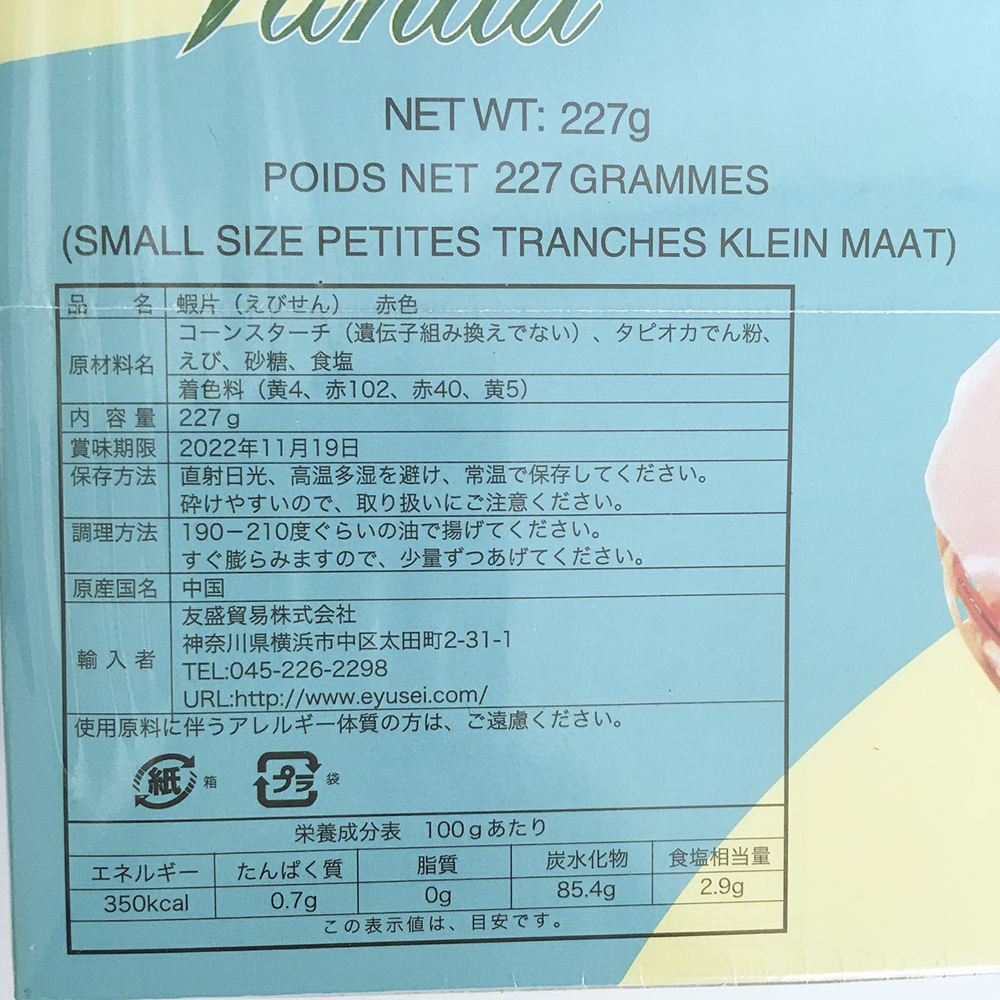 NET WT: 227g
POIDS NET 227 GRAMMES
(SMALL SIZE PETITES TRANCHES KLEIN MAAT)
品 名 蝦片（えびせん） 赤色
原材料名 コーンスターチ（遺伝子組み換えでない）、タピオカでん粉、
えび、砂糖、食塩
着色料（黄4、赤102、赤40、黄5）
内容量 227g
賞味期限 2022年11月19日
保存方法 直射日光、高温多湿を避け、常温で保存してください。
砕けやすいので、取り扱いにご注意ください。
調理方法 190－210度ぐらいの油で揚げてください。
すぐ膨らみますので、少量ずつあげてください。
原産国名 中国
輸入者 友盛貿易株式会社
神奈川県横浜市中区太田町2-31-1
TEL:045-226-2298
URL:http://www.eyusei.com/
使用原料に伴うアレルギー体質の方は、ご遠慮ください。
紙 箱 プラ 袋
栄養成分表 100gあたり
エネルギー たんぱく質 脂質 炭水化物 食塩相当量
350kcal 0.7g 0g 85.4g 2.9g
この表示値は、目安です。